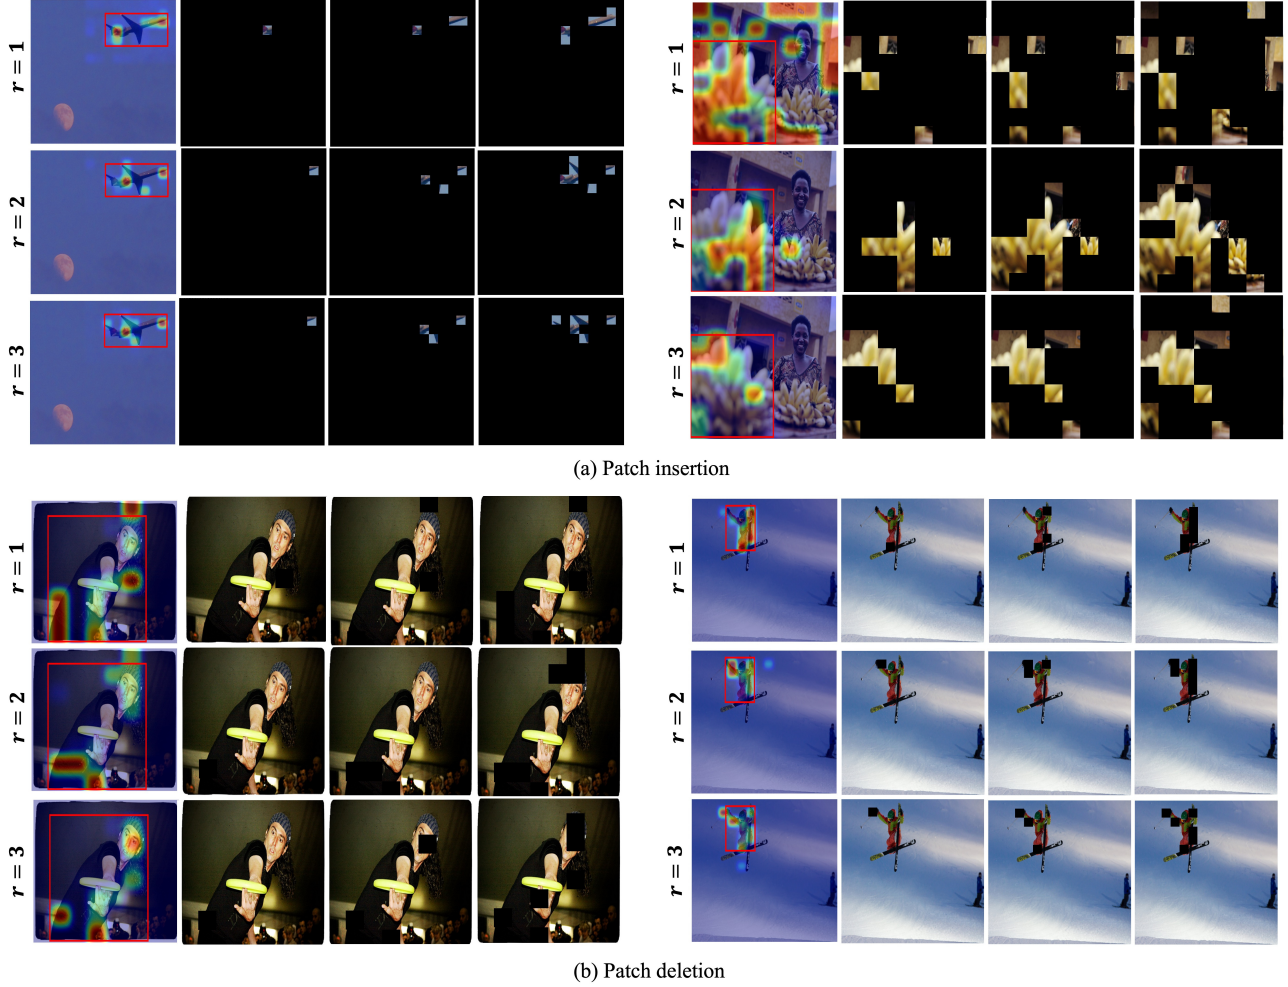 r = 1
r = 1
r = 2
r = 2
r = 3
r = 3
(a) Patch insertion
r = 1
r = 1
r = 2
r = 2
r = 3
r = 3
(b) Patch deletion